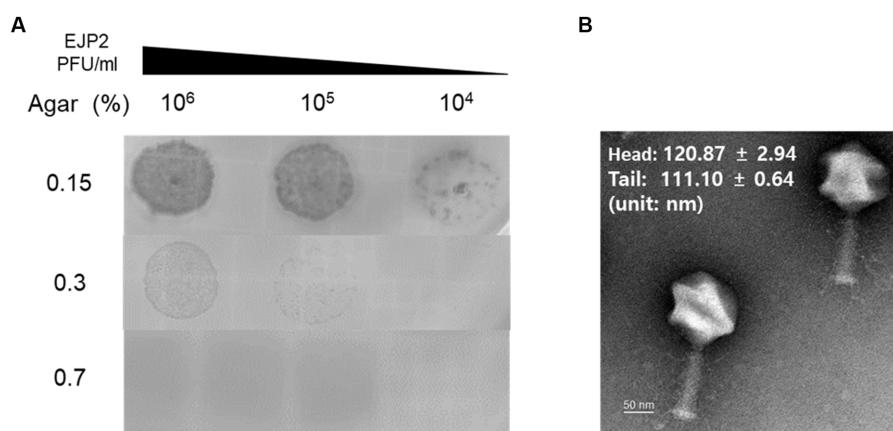 A
EJP2
PFU/ml
Agar (%)
10⁶
10⁵
10⁴
0.15
0.3
0.7
B
Head: 120.87 ± 2.94
Tail: 111.10 ± 0.64
(unit: nm)
50 nm